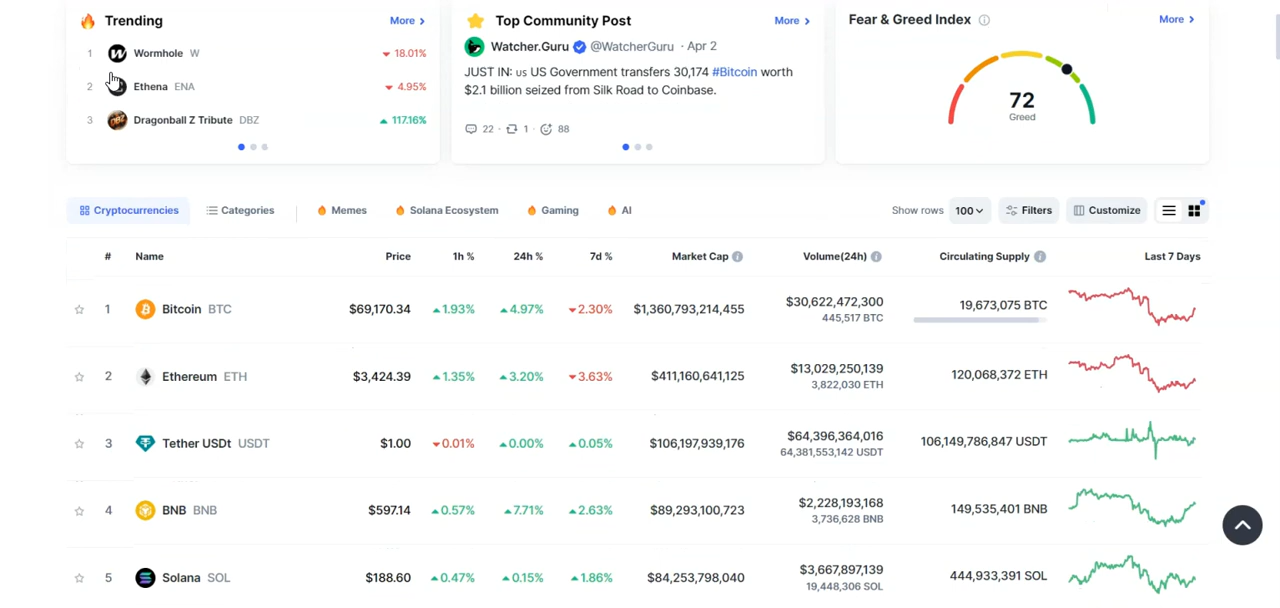 Trending
More >
1 Wormhole W 18.01%
2 Ethena ENA 4.95%
3 Dragonball Z Tribute DBZ 117.16%
Top Community Post
More >
Watcher.Guru @WatcherGuru · Apr 2
JUST IN: us US Government transfers 30,174 #Bitcoin worth
$2.1 billion seized from Silk Road to Coinbase.
22 · 1 · 88
Fear & Greed Index
More >
72
Greed
Cryptocurrencies Categories Memes Solana Ecosystem Gaming AI Show rows 100 Filters Customize
# Name Price 1h % 24h % 7d % Market Cap Volume(24h) Circulating Supply Last 7 Days
1 Bitcoin BTC $69,170.34 1.93% 4.97% 2.30% $1,360,793,214,455 $30,622,472,300 19,673,075 BTC
445,517 BTC
2 Ethereum ETH $3,424.39 1.35% 3.20% 3.63% $411,160,641,125 $13,029,250,139 120,068,372 ETH
3,822,030 ETH
3 Tether USDt USDT $1.00 0.01% 0.00% 0.05% $106,197,939,176 $64,396,364,016 106,149,786,847 USDT
64,381,553,142 USDT
4 BNB BNB $597.14 0.57% 7.71% 2.63% $89,293,100,723 $2,228,193,168 149,535,401 BNB
3,736,628 BNB
5 Solana SOL $188.60 0.47% 0.15% 1.86% $84,253,798,040 $3,667,897,139 444,933,391 SOL
19,448,306 SOL